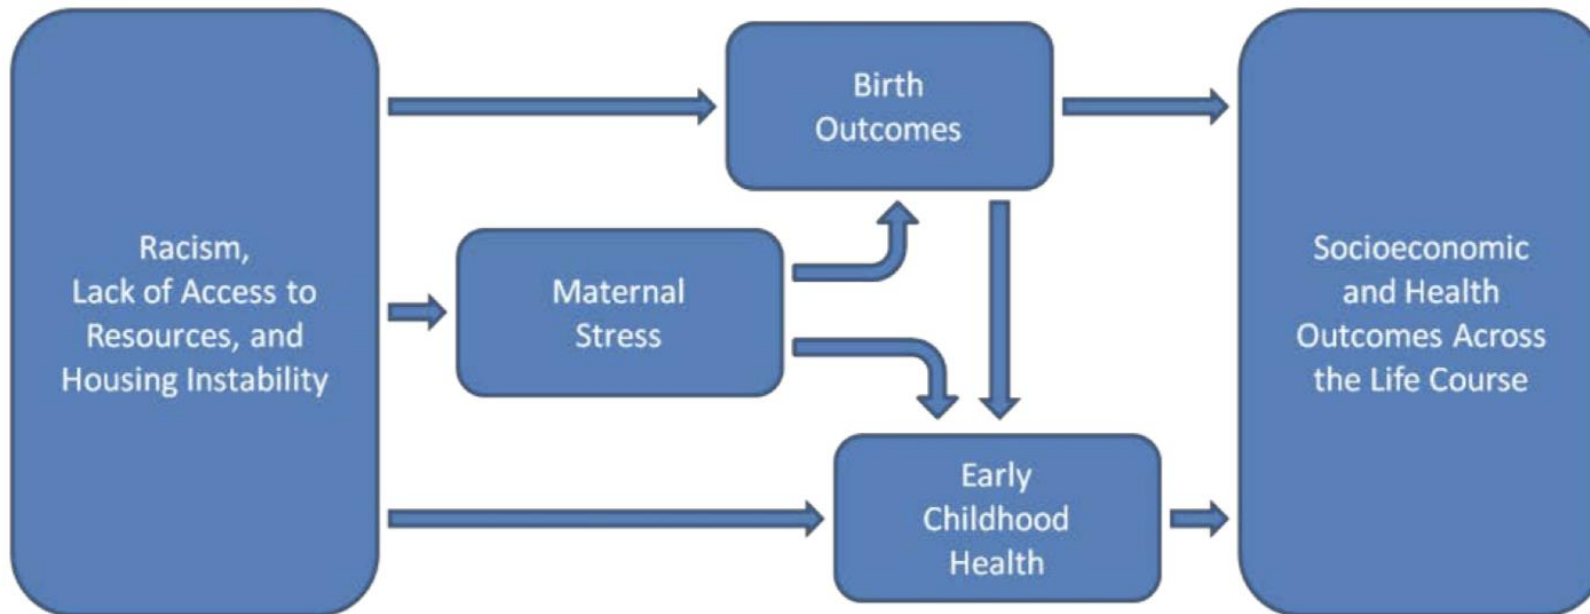 Racism,
Lack of Access to
Resources, and
Housing Instability
Maternal
Stress
Birth
Outcomes
Early
Childhood
Health
Socioeconomic
and Health
Outcomes Across
the Life Course